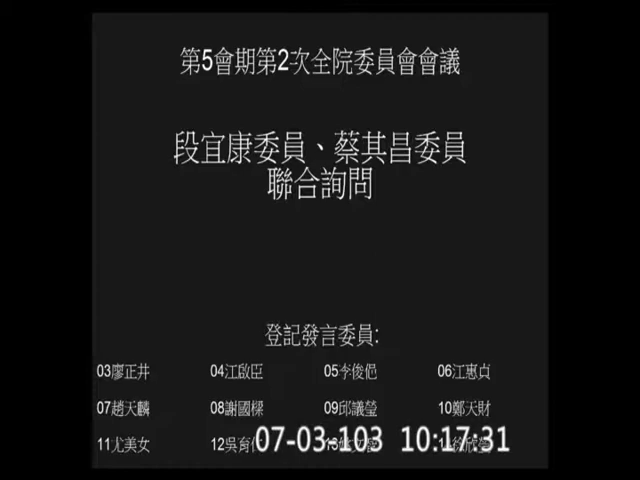 第5會期第2次全院委員會會議
段宜康委員、蔡其昌委員
聯合詢問
登記發言委員:
03廖正井 04江啟臣 05李俊俋 06江惠貞
07趙天麟 08謝國樑 09邱議瑩 10鄭天財
11尤美女 12吳育
07-03-103 10:17:31